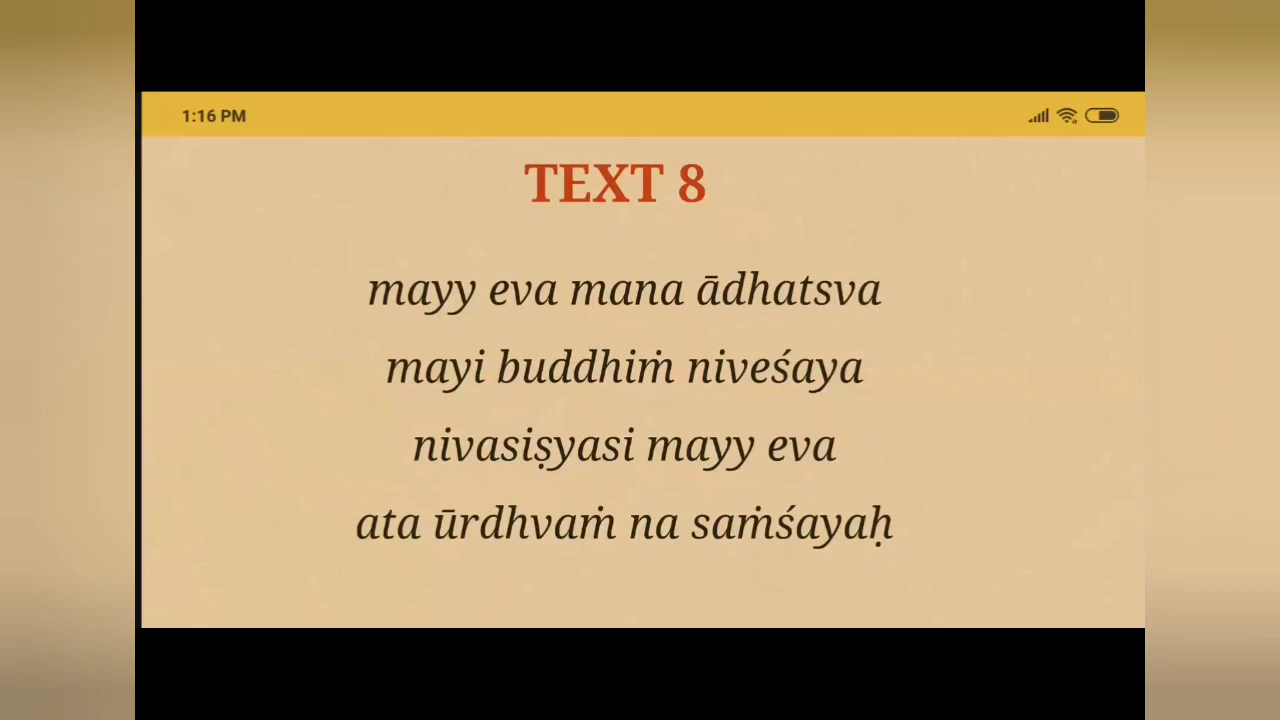 1:16 PM
TEXT 8
mayy eva mana ādhatsva
mayi buddhiṁ niveśaya
nivasiṣyasi mayy eva
ata ūrdhvaṁ na saṁśayaḥ